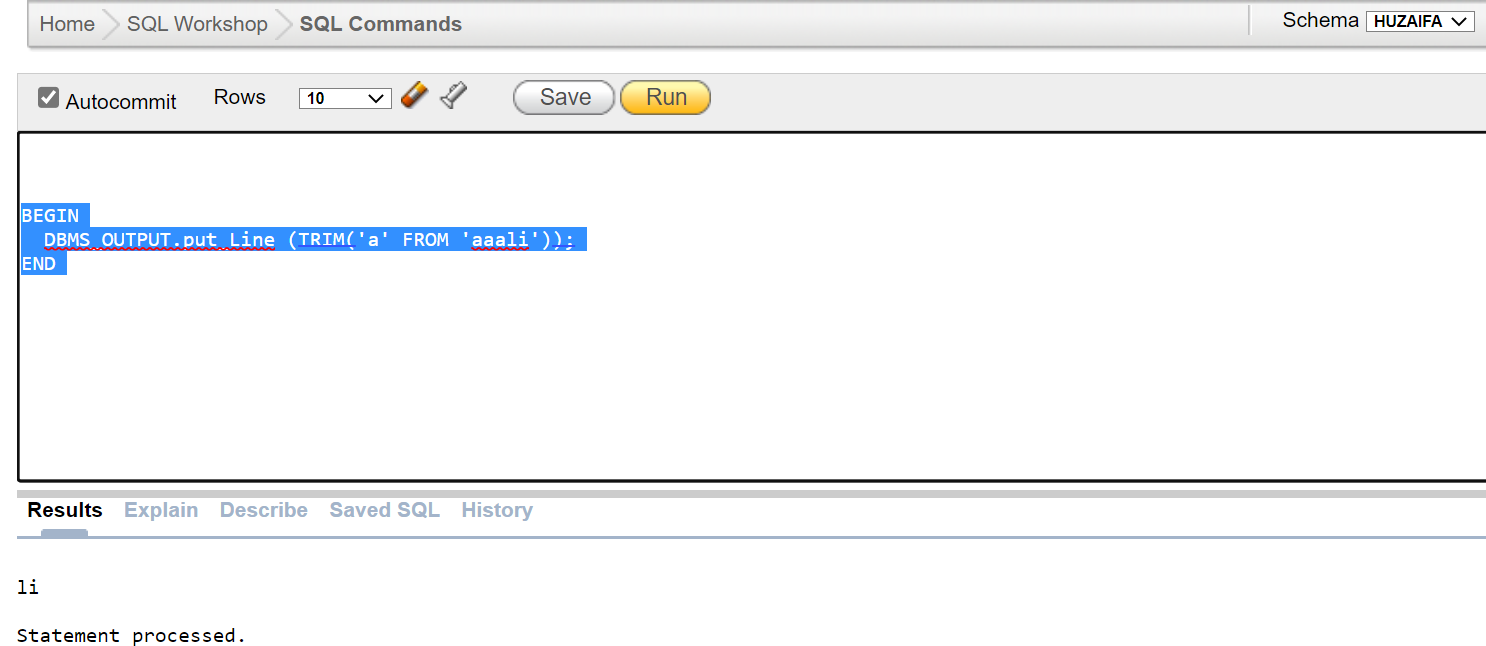 Home SQL Workshop SQL Commands Schema HUZAIFA
Autocommit Rows 10 Save Run
BEGIN
DBMS_OUTPUT.put_Line (TRIM('a' FROM 'aaali'));
END
Results Explain Describe Saved SQL History
li
Statement processed.